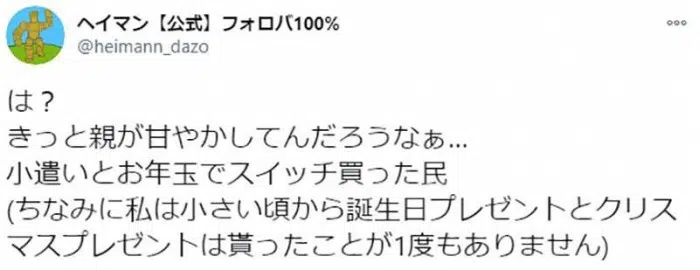 ヘイマン【公式】フォロバ100%
@heimann_dazo
は？
きっと親が甘やかしてんだろうなぁ...
小遣いとお年玉でスイッチ買った民
(ちなみに私は小さい頃から誕生日プレゼントとクリス
マスプレゼントは貰ったことが1度もありません)